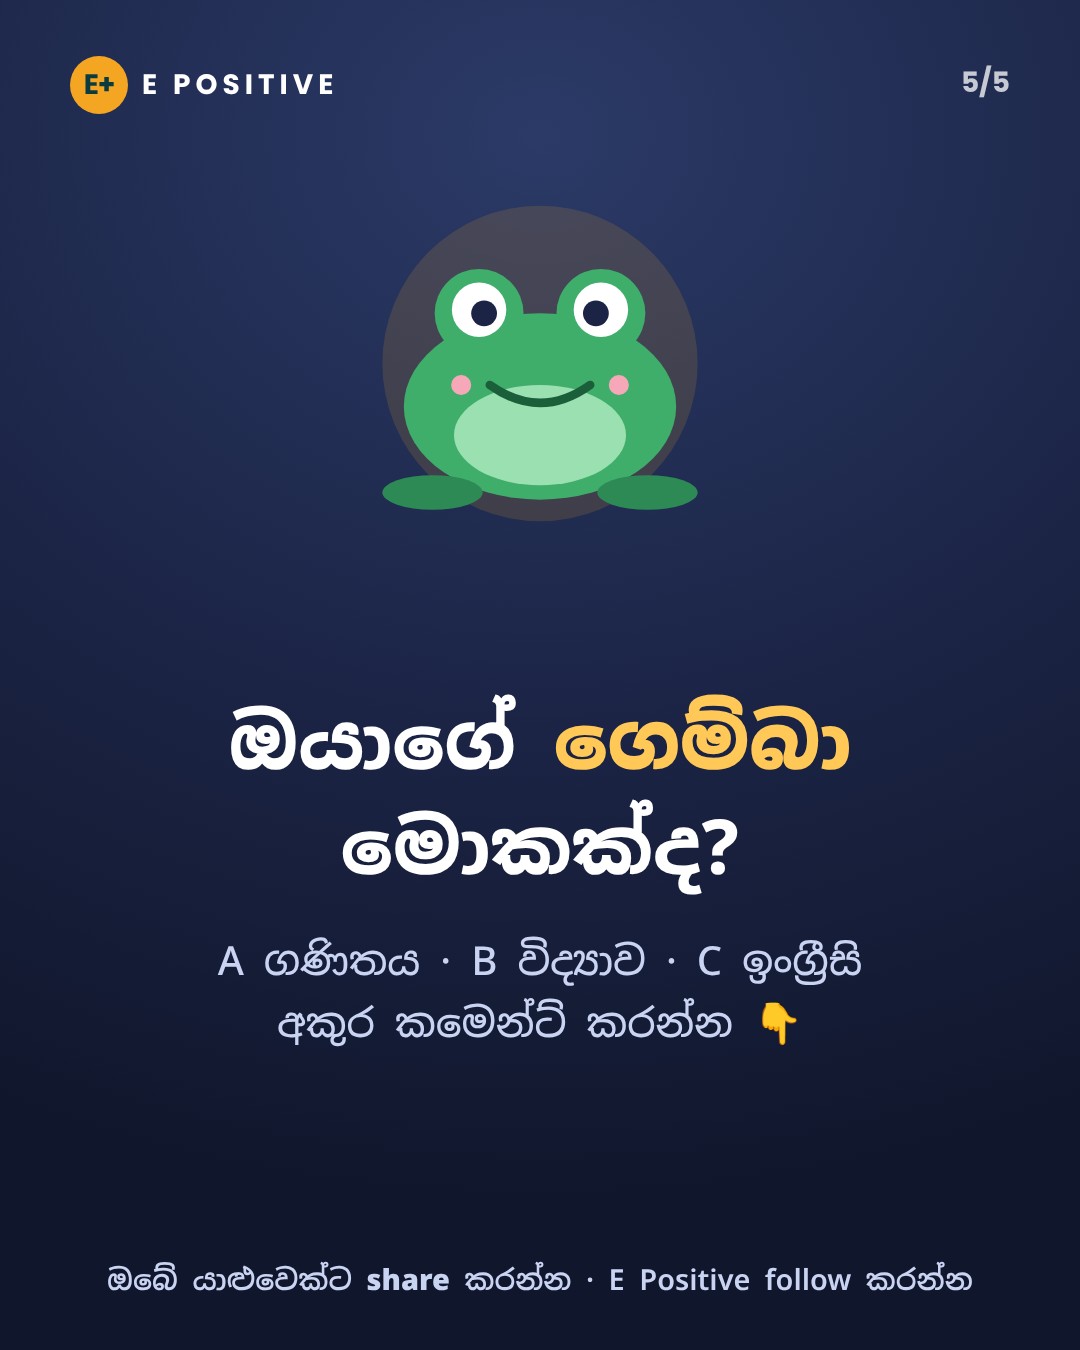 E+ E POSITIVE
5/5
ඔයාගේ ගෙම්බා
මොකක්ද?
A ගණිතය · B විද්‍යාව · C ඉංග්‍රීසි
අකුර කමෙන්ට් කරන්න 👇
ඔබේ යාළුවෙක්ට share කරන්න · E Positive follow කරන්න